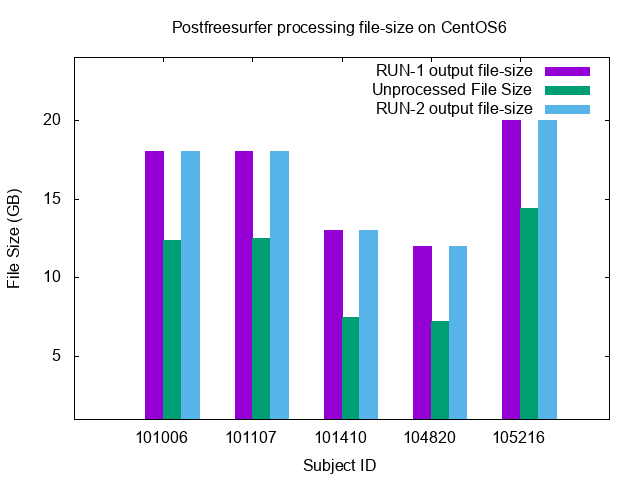 Postfreesurfer processing file-size on CentOS6
RUN-1 output file-size
Unprocessed File Size
RUN-2 output file-size
File Size (GB)
20
15
10
5
101006
101107
101410
104820
105216
Subject ID